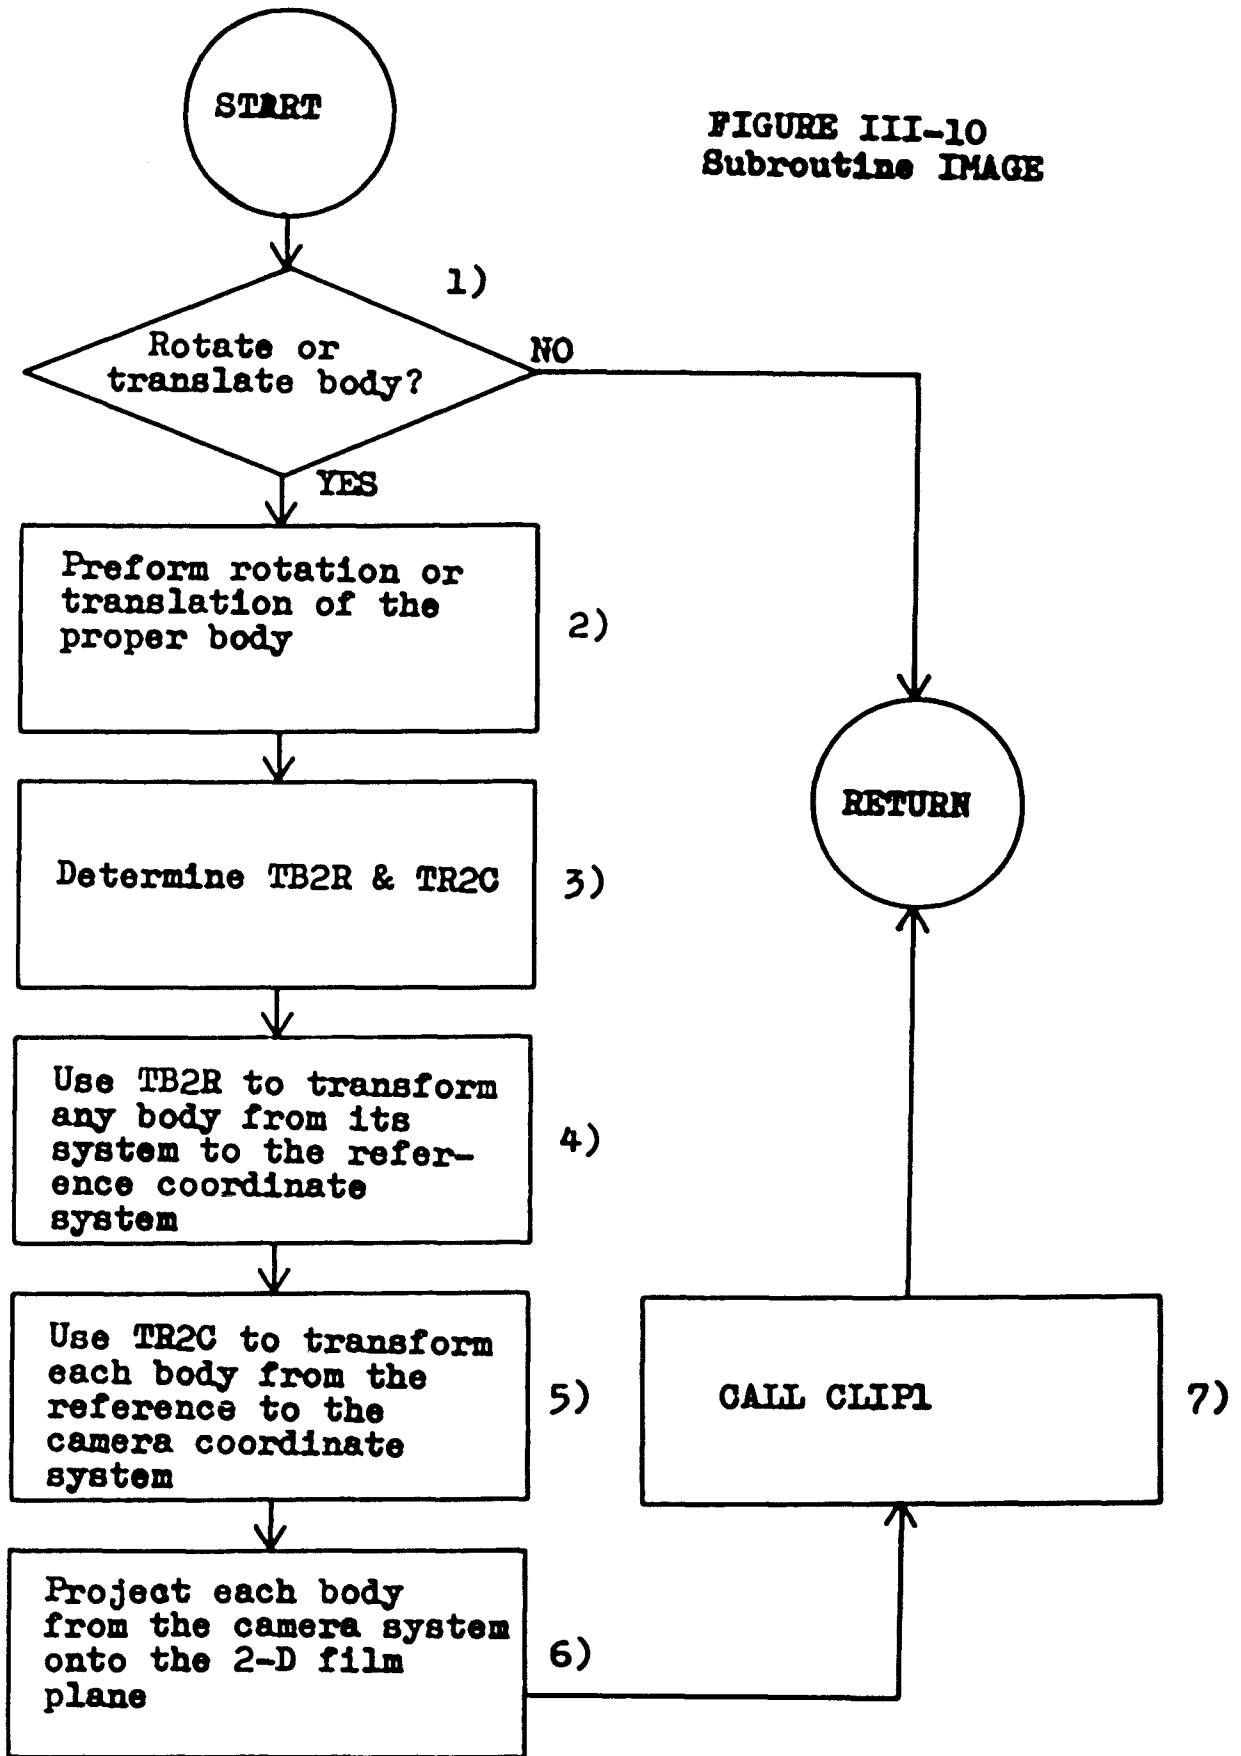 START
FIGURE III-10
Subroutine IMAGE
1)
Rotate or
translate body?
NO
YES
Preform rotation or
translation of the
proper body
2)
Determine TB2R & TR2C
3)
Use TB2R to transform
any body from its
system to the refer-
ence coordinate
system
4)
Use TR2C to transform
each body from the
reference to the
camera coordinate
system
5)
Project each body
from the camera system
onto the 2-D film
plane
6)
CALL CLIP1
7)
RETURN